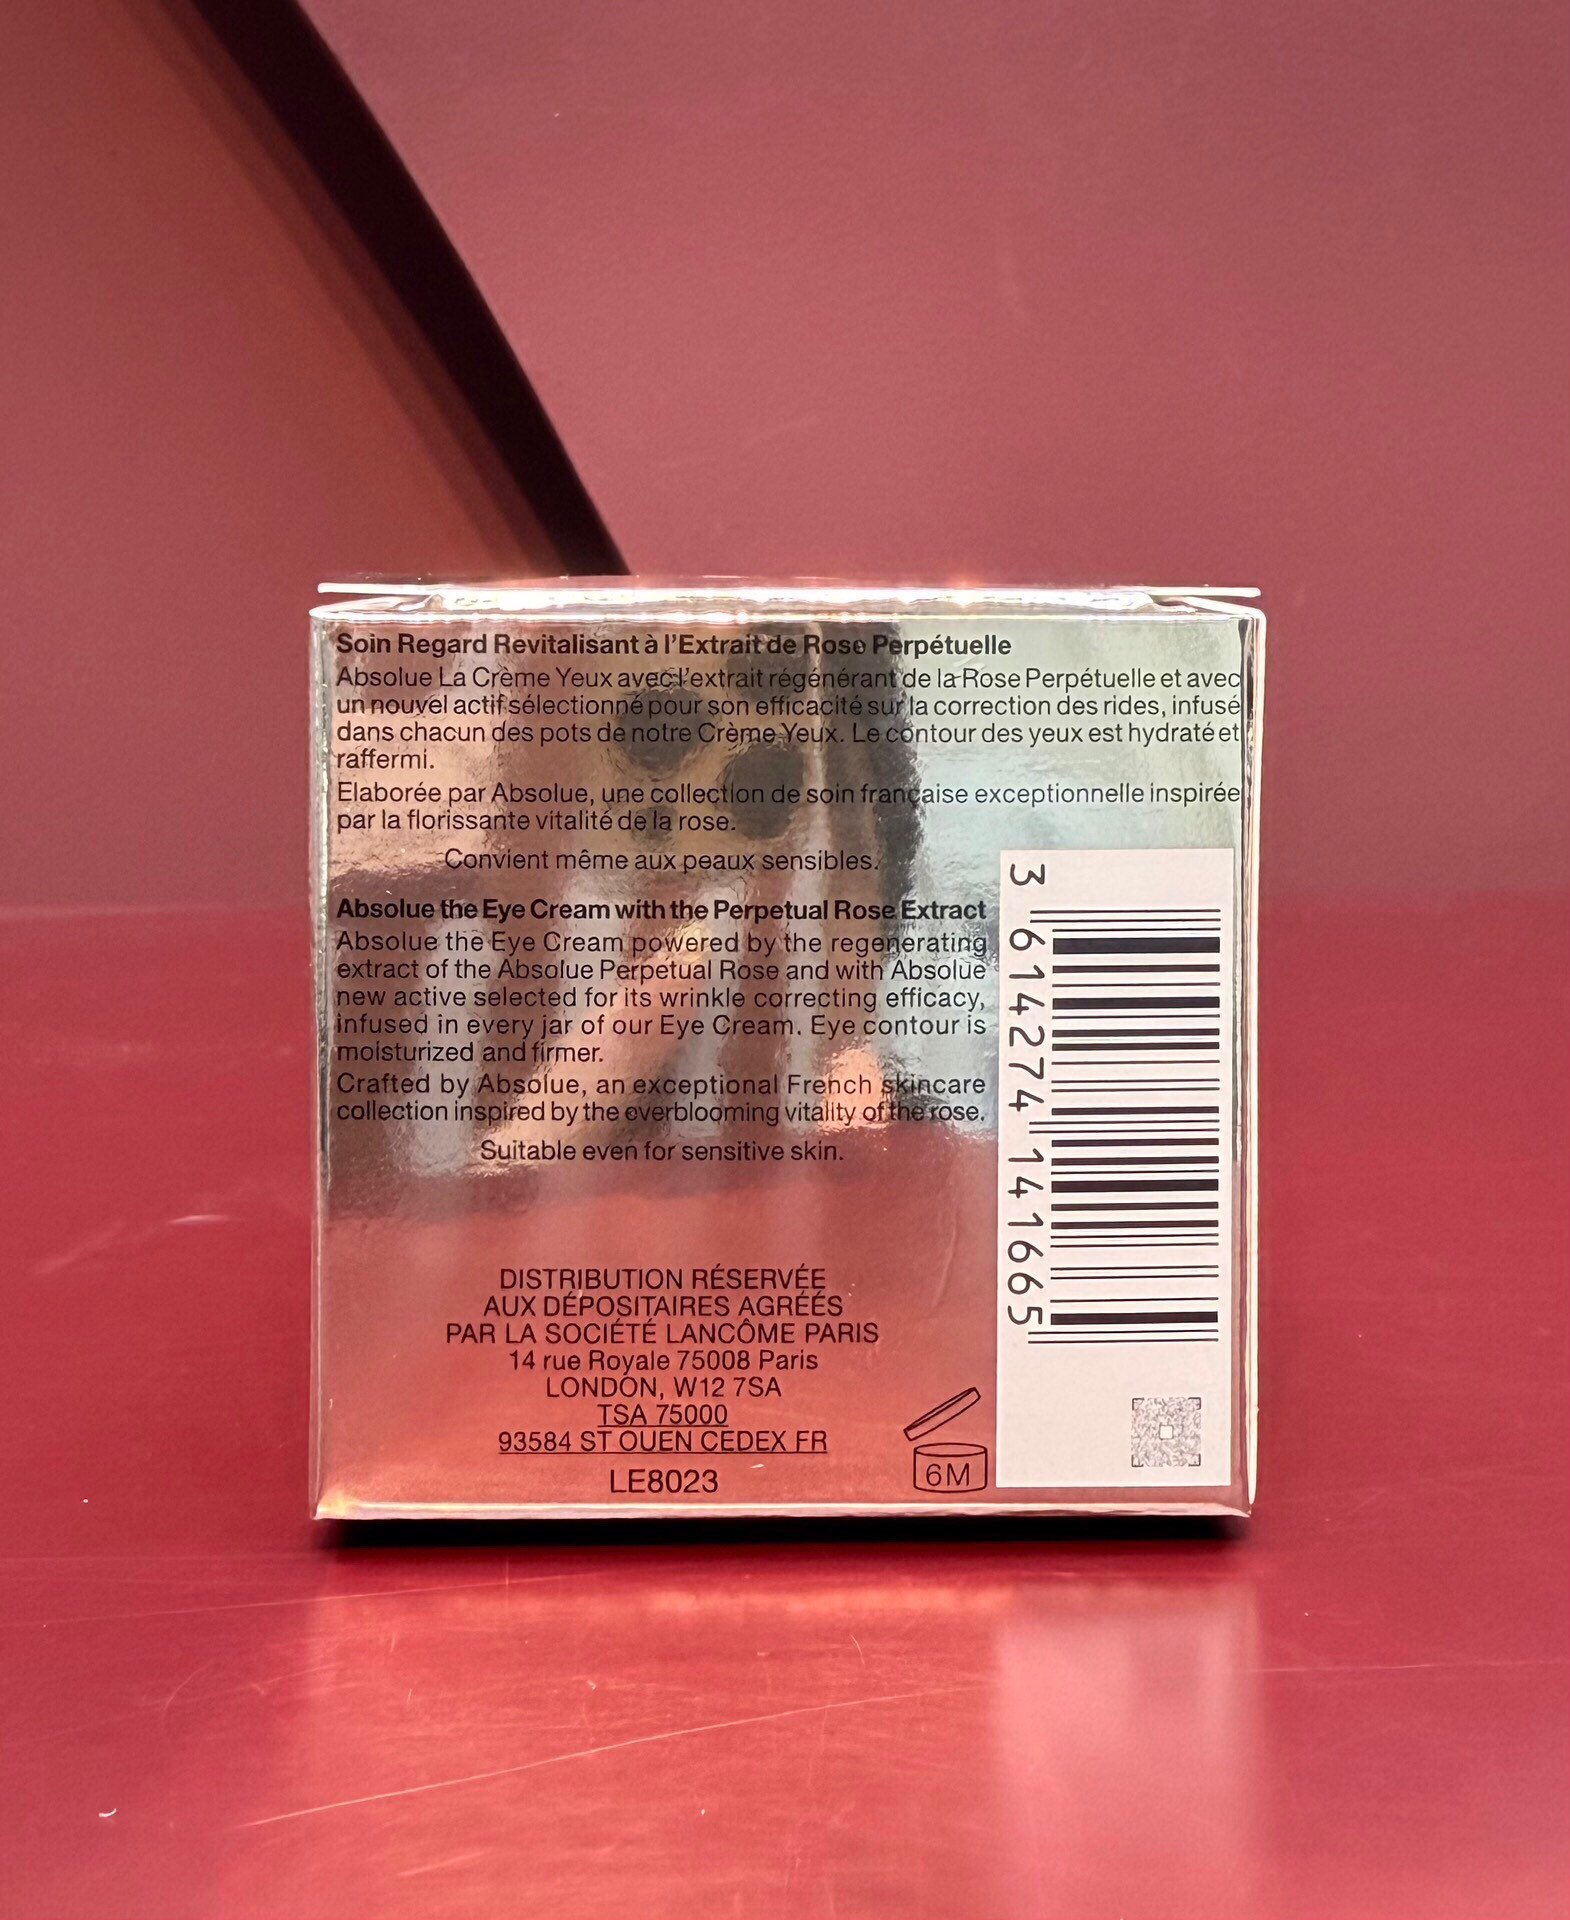 Soin Regard Revitalisant à l'Extrait de Rose Perpétuelle
Absolue La Crème Yeux avec l'extrait régénérant de la Rose Perpétuelle et avec
un nouvel actif sélectionné pour son efficacité sur la correction des rides, infusé
dans chacun des pots de notre Crème Yeux. Le contour des yeux est hydraté et
raffermi.
Elaborée par Absolue, une collection de soin française exceptionnelle inspirée
par la florissante vitalité de la rose.
Convient même aux peaux sensibles.
Absolue the Eye Cream with the Perpetual Rose Extract
Absolue the Eye Cream powered by the regenerating
extract of the Absolue Perpetual Rose and with Absolue
new active selected for its wrinkle correcting efficacy,
infused in every jar of our Eye Cream. Eye contour is
moisturized and firmer.
Crafted by Absolue, an exceptional French skincare
collection inspired by the everblooming vitality of the rose.
Suitable even for sensitive skin.
DISTRIBUTION RÉSERVÉE
AUX DÉPOSITAIRES AGRÉÉS
PAR LA SOCIÉTÉ LANCÔME PARIS
14 rue Royale 75008 Paris
LONDON, W12 7SA
TSA 75000
93584 ST OUEN CEDEX FR
LE8023
6M
3 614274 141665